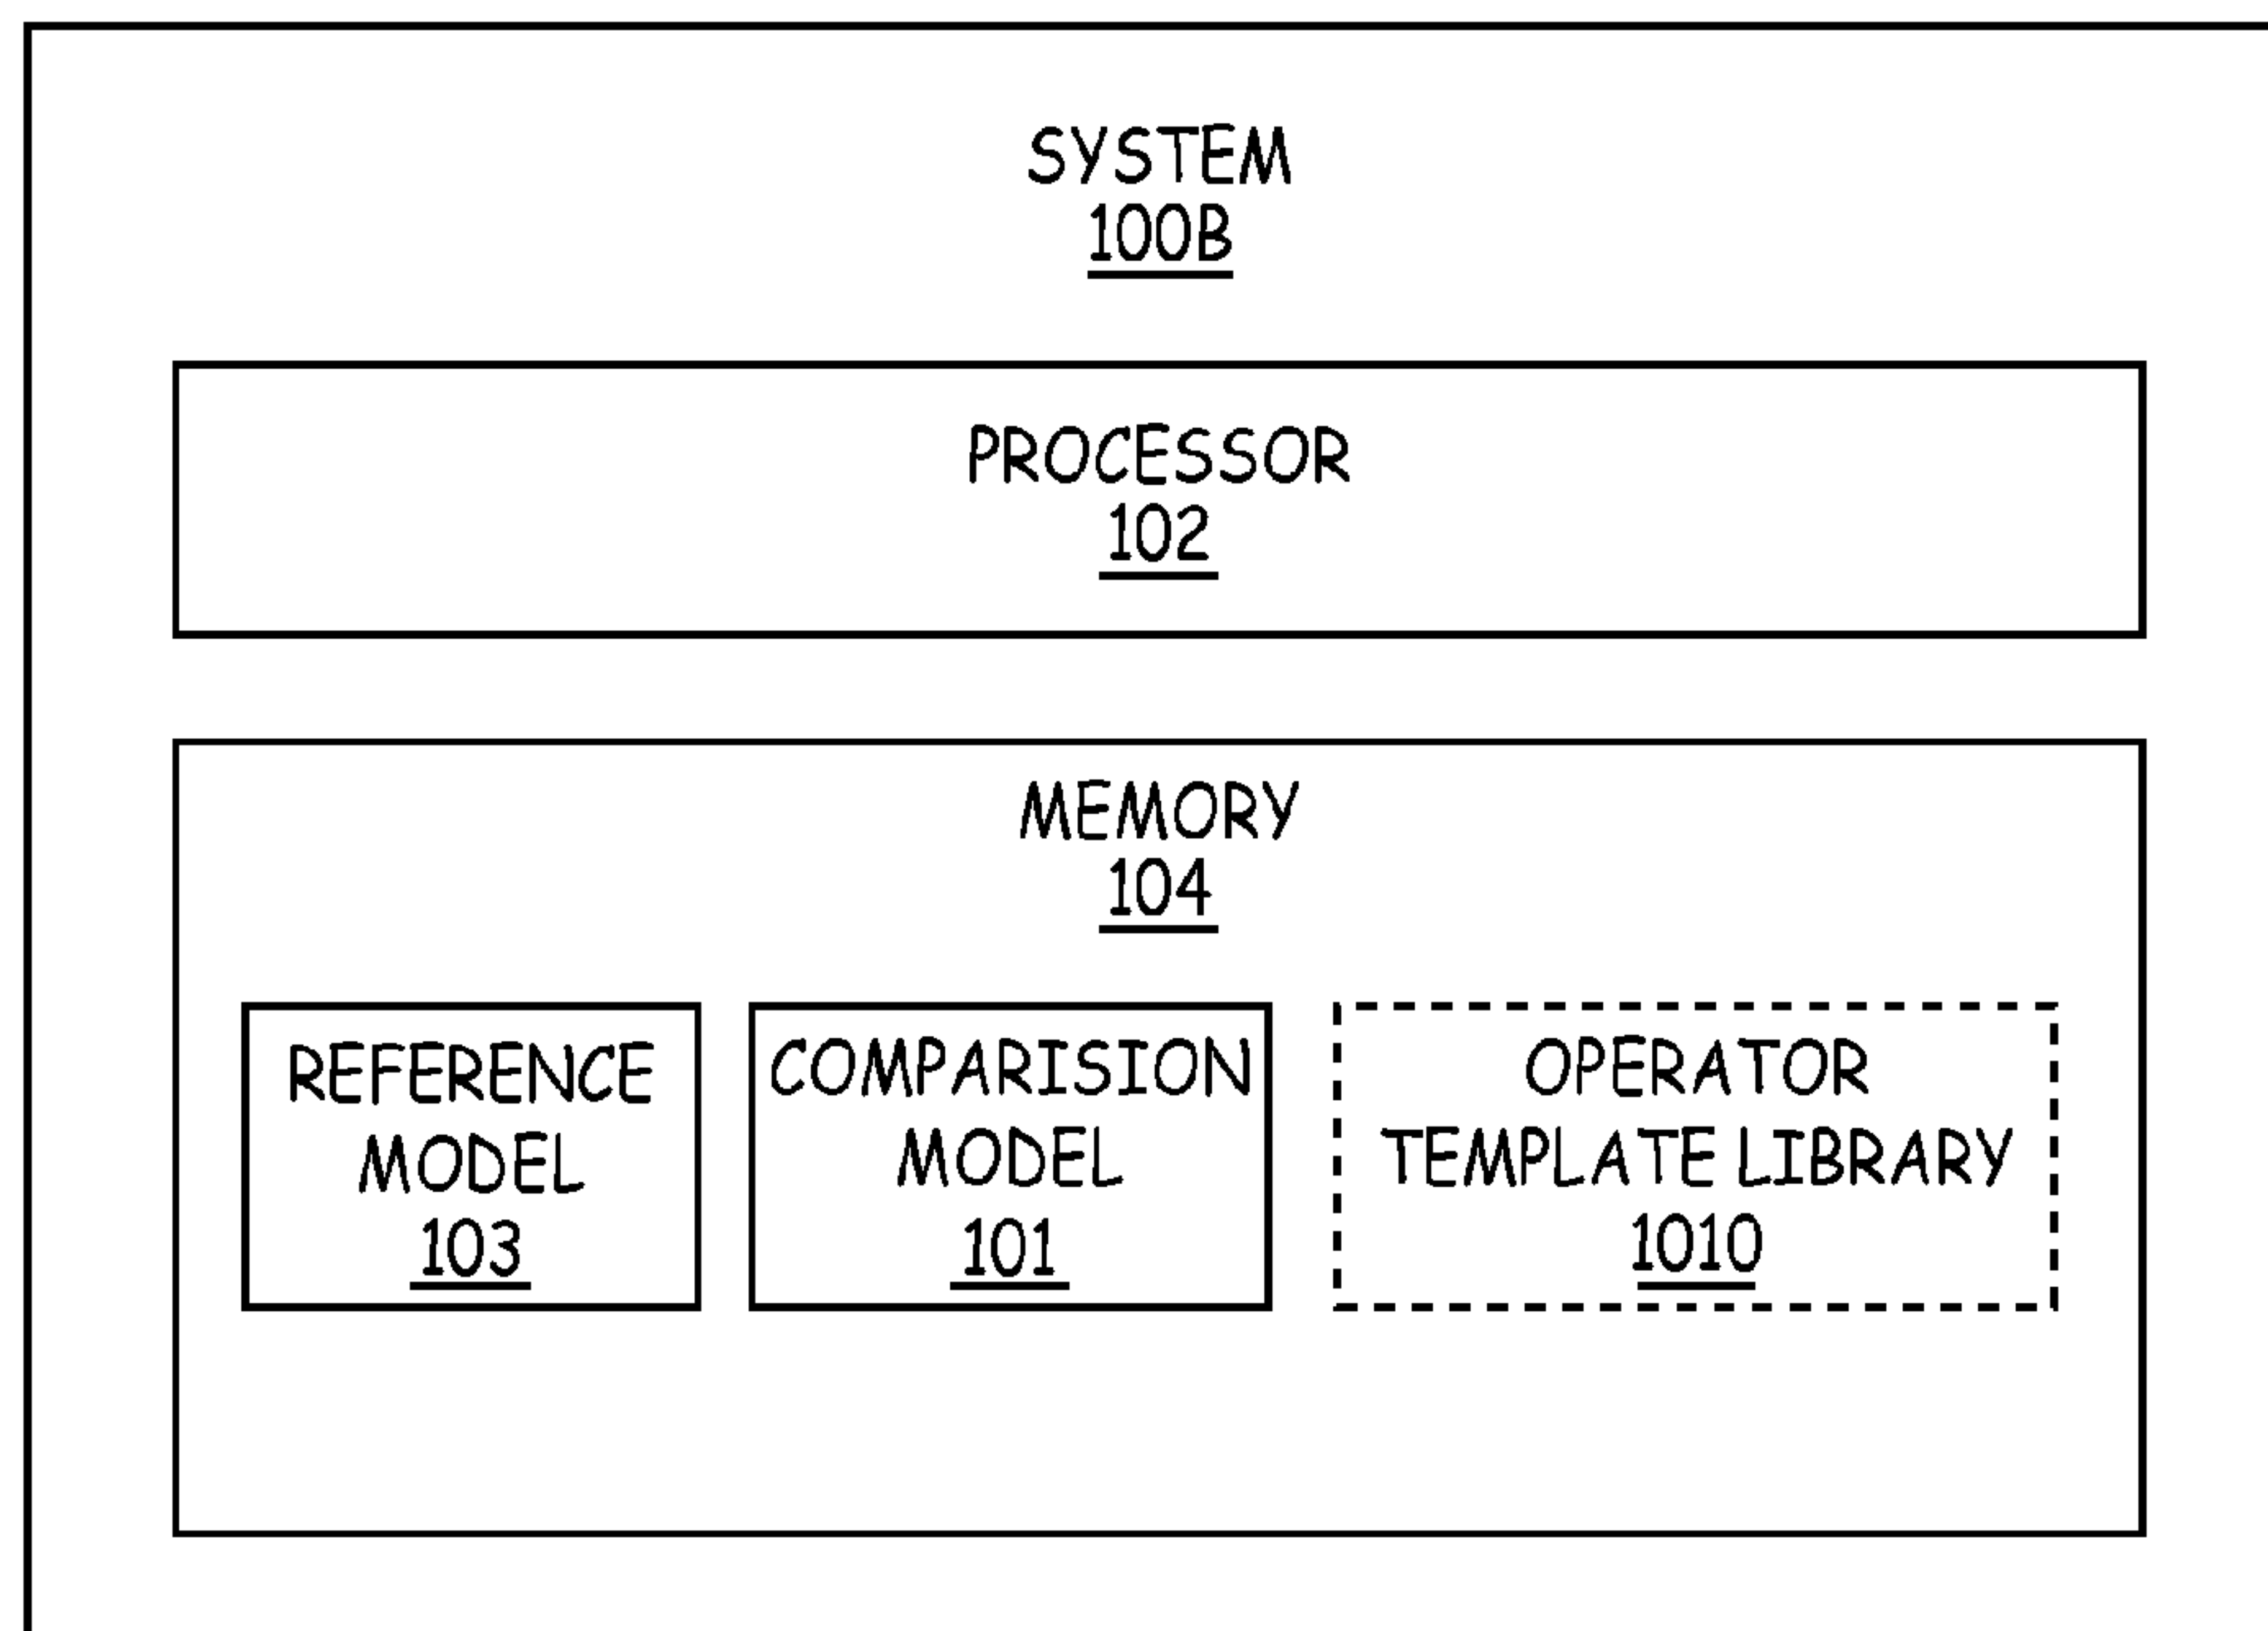 SYSTEM
100B
PROCESSOR
102
MEMORY
104
REFERENCE
MODEL
103
COMPARISION
MODEL
101
OPERATOR
TEMPLATE LIBRARY
1010